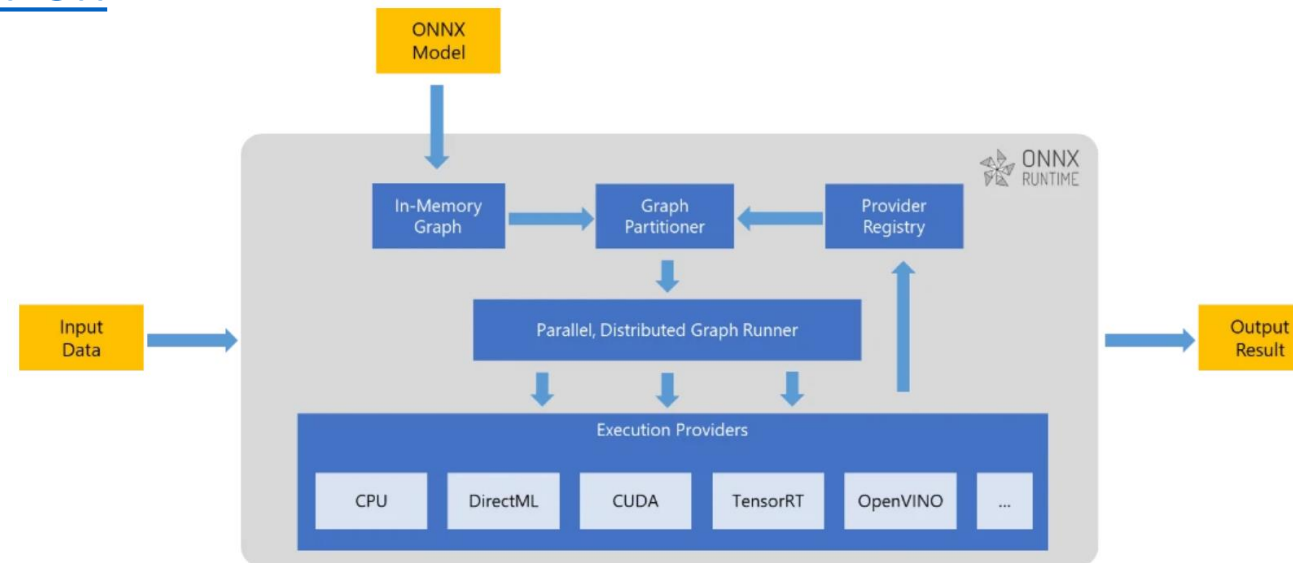 ONNX
Model
ONNX
RUNTIME
In-Memory
Graph
Graph
Partitioner
Provider
Registry
Input
Data
Parallel, Distributed Graph Runner
Output
Result
Execution Providers
CPU
DirectML
CUDA
TensorRT
OpenVINO
...